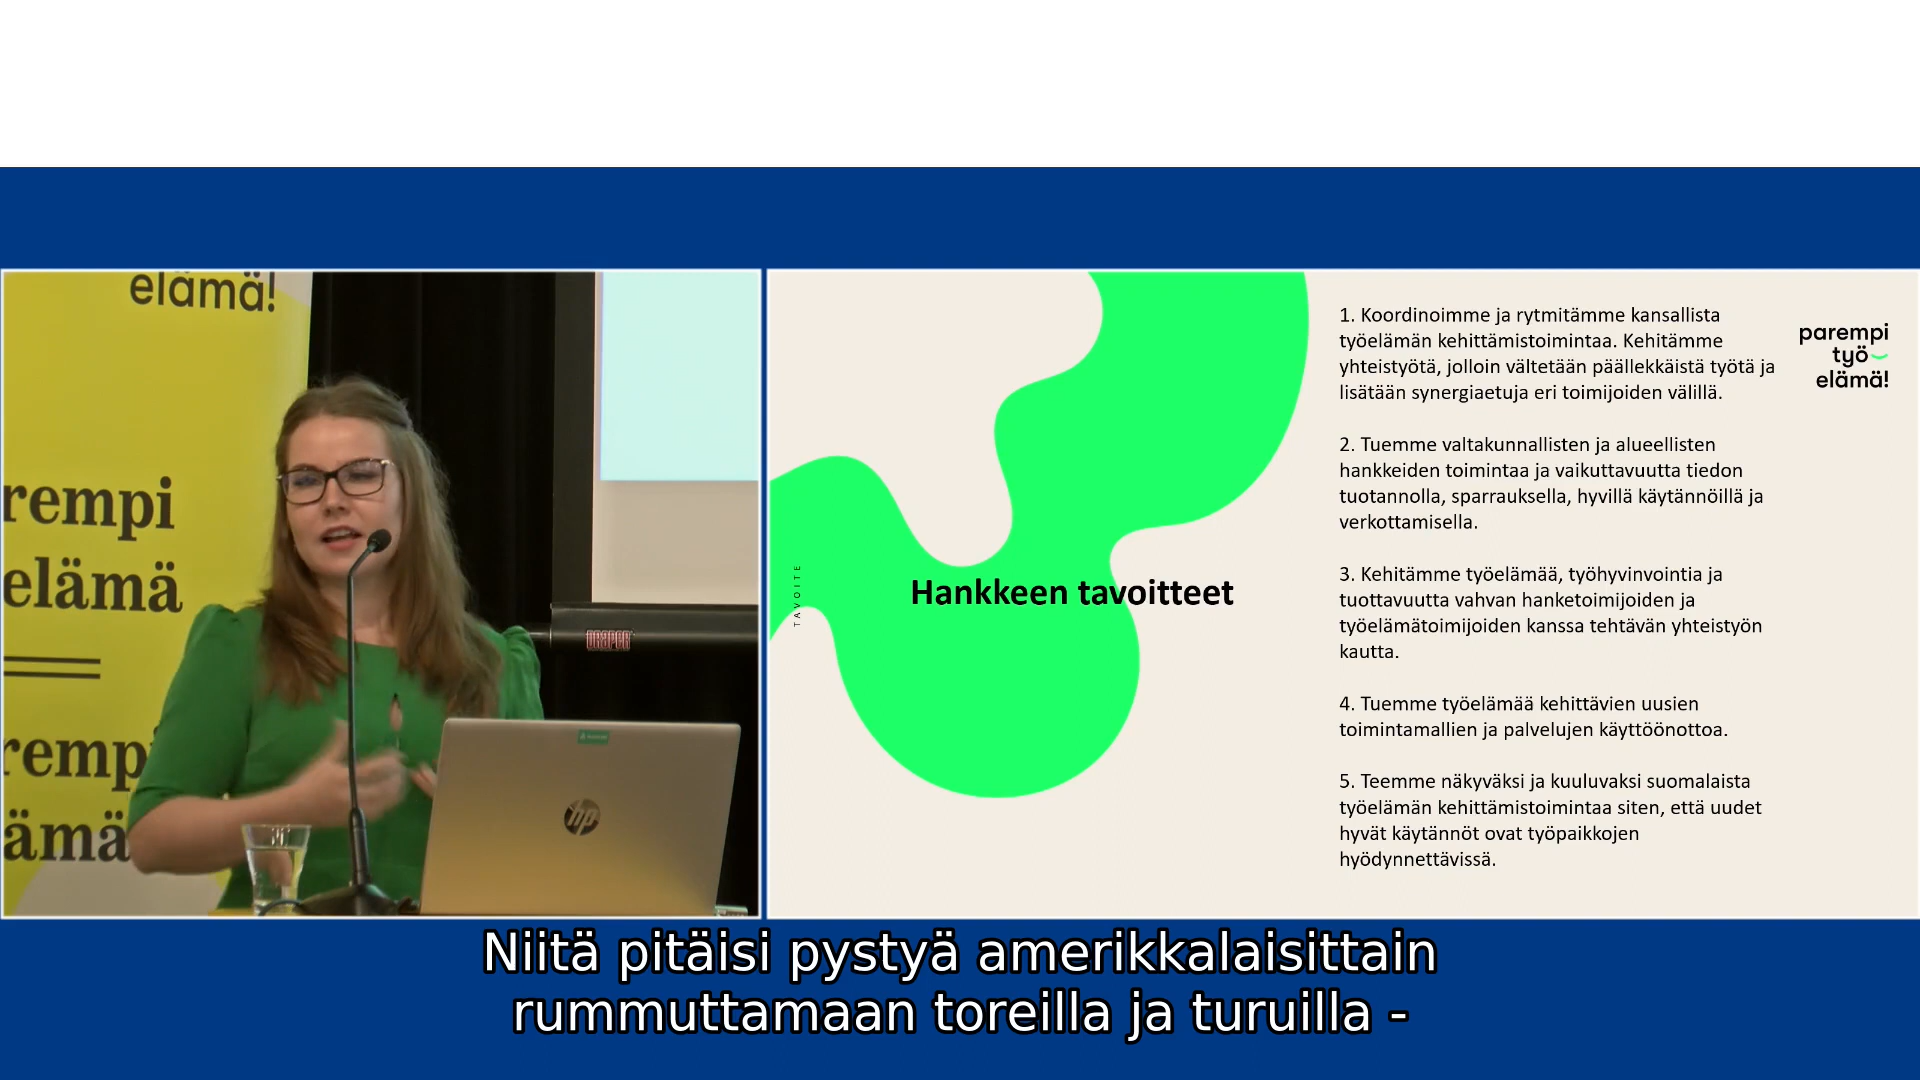 elämä!
rempi
elämä
rempi
ämä
DRAPER
hp
TAVOITE
Hankkeen tavoitteet
1. Koordinoimme ja rytmitämme kansallista
työelämän kehittämistoimintaa. Kehitämme
yhteistyötä, jolloin vältetään päällekkäistä työtä ja
lisätään synergiaetuja eri toimijoiden välillä.
2. Tuemme valtakunnallisten ja alueellisten
hankkeiden toimintaa ja vaikuttavuutta tiedon
tuotannolla, sparrauksella, hyvillä käytännöillä ja
verkottamisella.
3. Kehitämme työelämää, työhyvinvointia ja
tuottavuutta vahvan hanketoimijoiden ja
työelämätoimijoiden kanssa tehtävän yhteistyön
kautta.
4. Tuemme työelämää kehittävien uusien
toimintamallien ja palvelujen käyttöönottoa.
5. Teemme näkyväksi ja kuuluvaksi suomalaista
työelämän kehittämistoimintaa siten, että uudet
hyvät käytännöt ovat työpaikkojen
hyödynnettävissä.
parempi
työ
elämä!
Niitä pitäisi pystyä amerikkalaisittain
rummuttamaan toreilla ja turuilla -